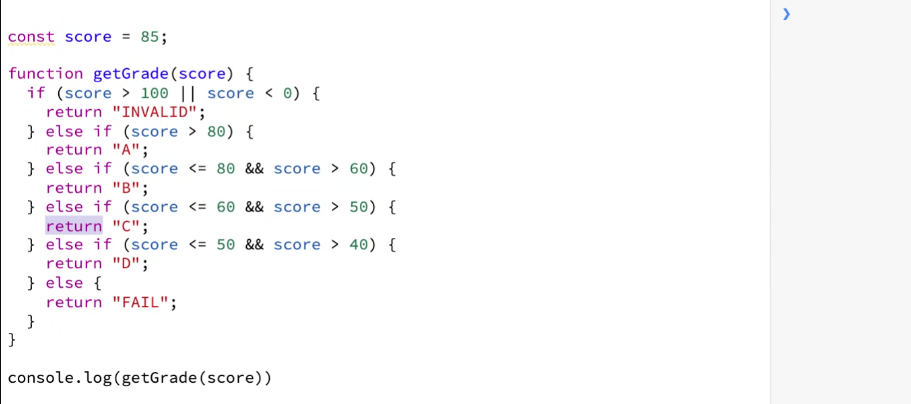 const score = 85;
function getGrade(score) {
  if (score > 100 || score < 0) {
    return "INVALID";
  } else if (score > 80) {
    return "A";
  } else if (score <= 80 && score > 60) {
    return "B";
  } else if (score <= 60 && score > 50) {
    return "C";
  } else if (score <= 50 && score > 40) {
    return "D";
  } else {
    return "FAIL";
  }
}
console.log(getGrade(score))